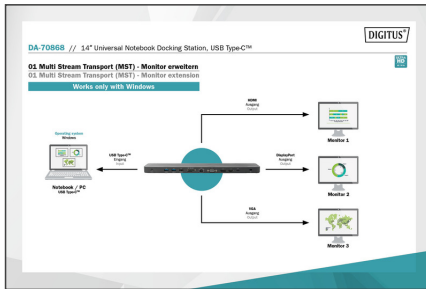 DIGITUS®
DA-70868 // 14" Universal Notebook Docking Station, USB Type-C™
01 Multi Stream Transport (MST) - Monitor erweitern
01 Multi Stream Transport (MST) - Monitor extension
Works only with Windows
HD
HDMI
Ausgang
Output
Monitor 1
Operating system
Windows
USB Type-C™
Eingang
Input
DisplayPort
Ausgang
Output
Notebook / PC
USB Type-C™
Monitor 2
VGA
Ausgang
Output
Monitor 3